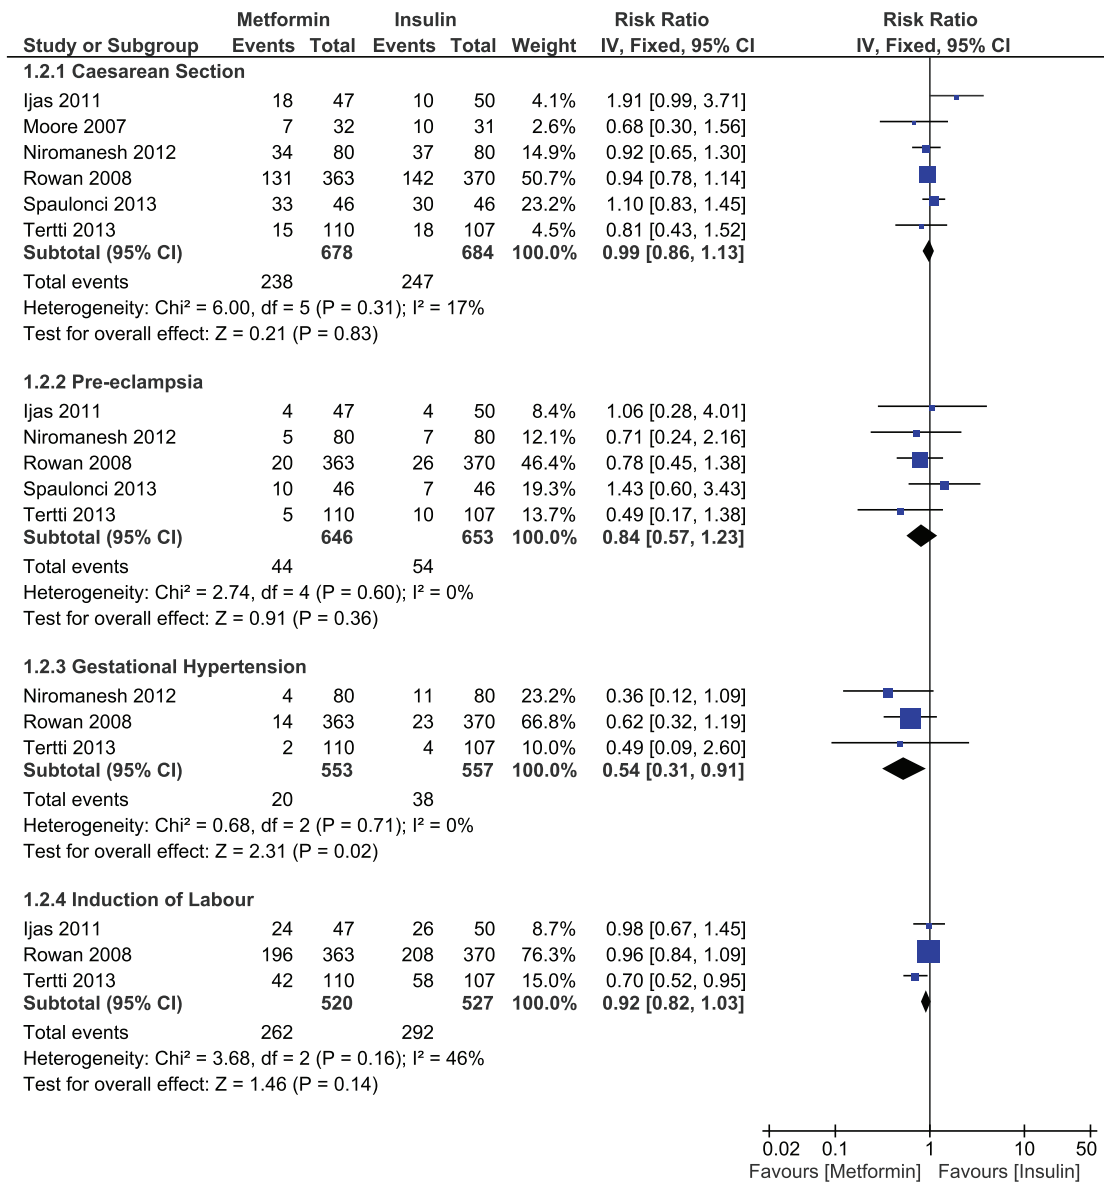 Metformin Insulin Risk Ratio Risk Ratio
Study or Subgroup Events Total Events Total Weight IV, Fixed, 95% CI IV, Fixed, 95% CI
1.2.1 Caesarean Section
Ijas 2011 18 47 10 50 4.1% 1.91 [0.99, 3.71]
Moore 2007 7 32 10 31 2.6% 0.68 [0.30, 1.56]
Niromanesh 2012 34 80 37 80 14.9% 0.92 [0.65, 1.30]
Rowan 2008 131 363 142 370 50.7% 0.94 [0.78, 1.14]
Spaulonci 2013 33 46 30 46 23.2% 1.10 [0.83, 1.45]
Tertti 2013 15 110 18 107 4.5% 0.81 [0.43, 1.52]
Subtotal (95% CI) 678 684 100.0% 0.99 [0.86, 1.13]
Total events 238 247
Heterogeneity: Chi² = 6.00, df = 5 (P = 0.31); I² = 17%
Test for overall effect: Z = 0.21 (P = 0.83)
1.2.2 Pre-eclampsia
Ijas 2011 4 47 4 50 8.4% 1.06 [0.28, 4.01]
Niromanesh 2012 5 80 7 80 12.1% 0.71 [0.24, 2.16]
Rowan 2008 20 363 26 370 46.4% 0.78 [0.45, 1.38]
Spaulonci 2013 10 46 7 46 19.3% 1.43 [0.60, 3.43]
Tertti 2013 5 110 10 107 13.7% 0.49 [0.17, 1.38]
Subtotal (95% CI) 646 653 100.0% 0.84 [0.57, 1.23]
Total events 44 54
Heterogeneity: Chi² = 2.74, df = 4 (P = 0.60); I² = 0%
Test for overall effect: Z = 0.91 (P = 0.36)
1.2.3 Gestational Hypertension
Niromanesh 2012 4 80 11 80 23.2% 0.36 [0.12, 1.09]
Rowan 2008 14 363 23 370 66.8% 0.62 [0.32, 1.19]
Tertti 2013 2 110 4 107 10.0% 0.49 [0.09, 2.60]
Subtotal (95% CI) 553 557 100.0% 0.54 [0.31, 0.91]
Total events 20 38
Heterogeneity: Chi² = 0.68, df = 2 (P = 0.71); I² = 0%
Test for overall effect: Z = 2.31 (P = 0.02)
1.2.4 Induction of Labour
Ijas 2011 24 47 26 50 8.7% 0.98 [0.67, 1.45]
Rowan 2008 196 363 208 370 76.3% 0.96 [0.84, 1.09]
Tertti 2013 42 110 58 107 15.0% 0.70 [0.52, 0.95]
Subtotal (95% CI) 520 527 100.0% 0.92 [0.82, 1.03]
Total events 262 292
Heterogeneity: Chi² = 3.68, df = 2 (P = 0.16); I² = 46%
Test for overall effect: Z = 1.46 (P = 0.14)
0.02 0.1 1 10 50
Favours [Metformin] Favours [Insulin]